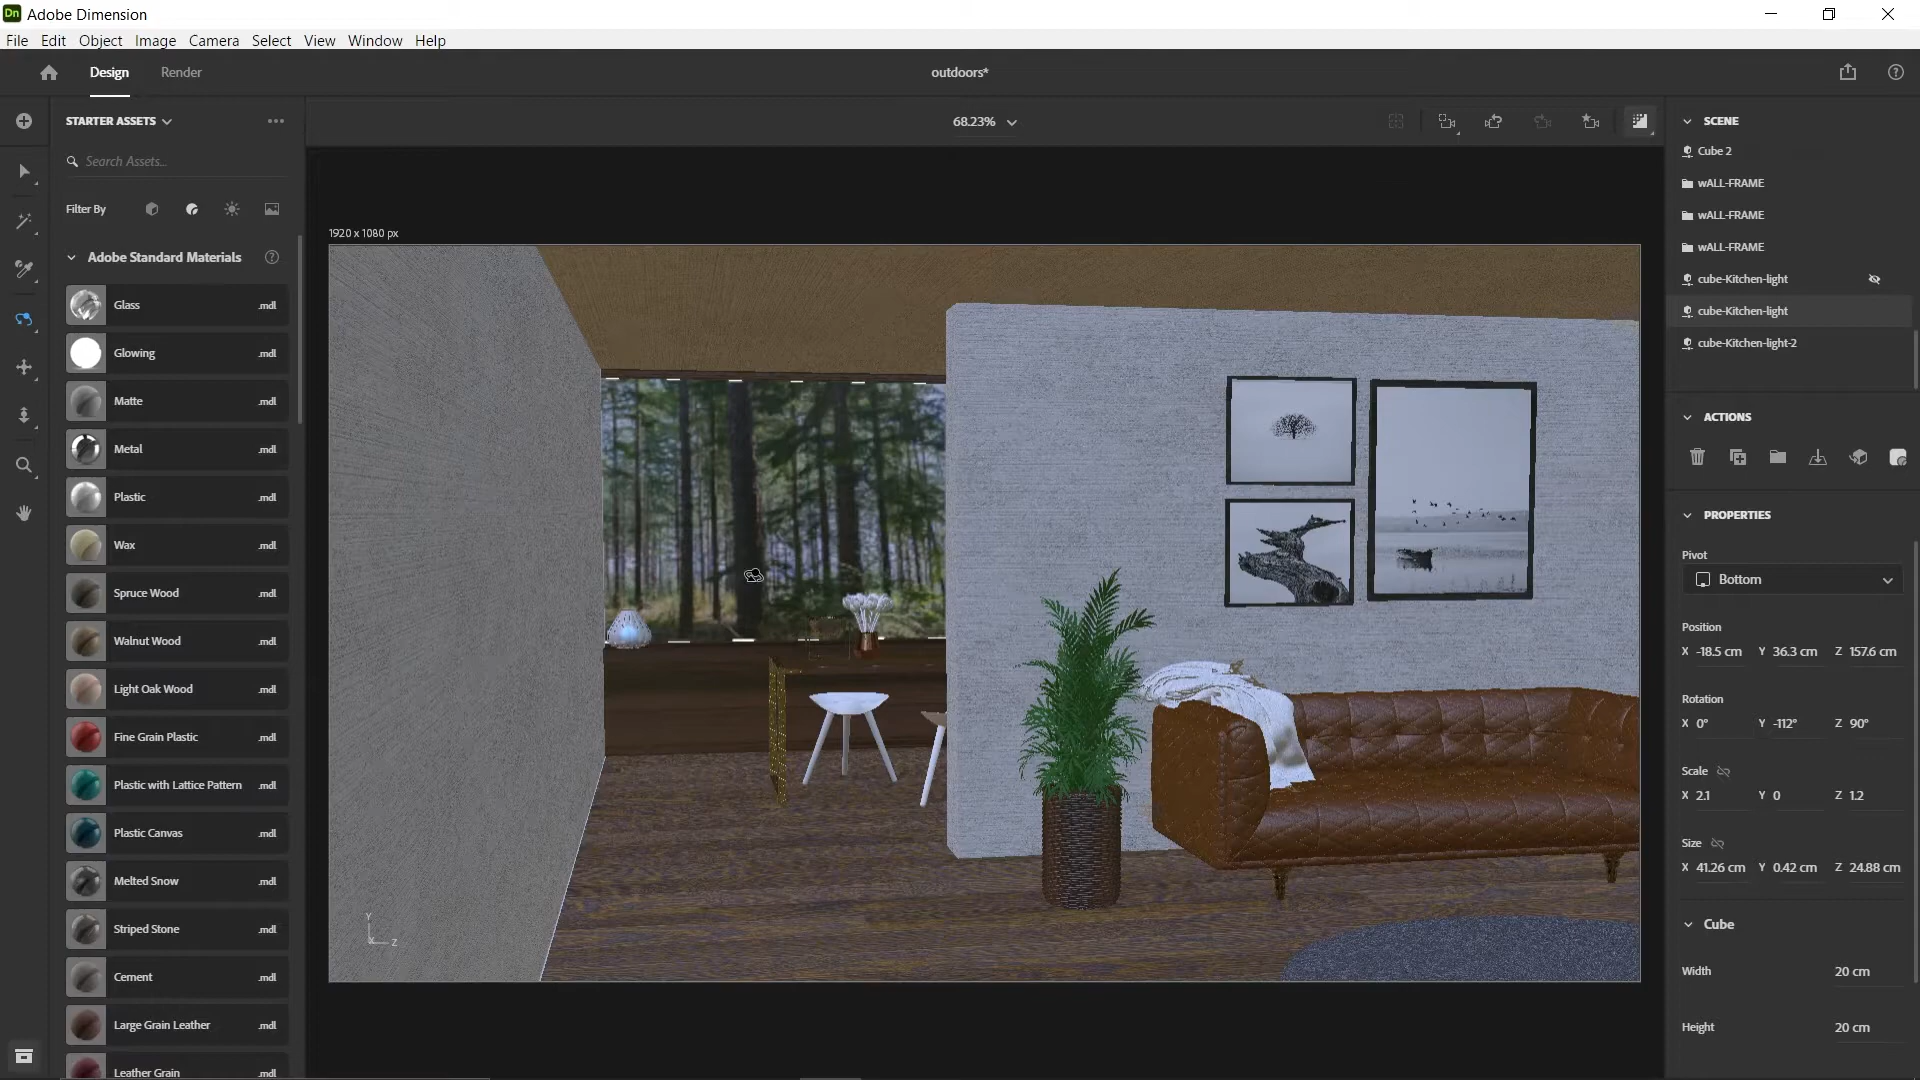 Dn Adobe Dimension
File Edit Object Image Camera Select View Window Help
Design Render
outdoors*
STARTER ASSETS
68.23%
Search Assets...
Filter By
Adobe Standard Materials
Glass .mdl
Glowing .mdl
Matte .mdl
Metal .mdl
Plastic .mdl
Wax .mdl
Spruce Wood .mdl
Walnut Wood .mdl
Light Oak Wood .mdl
Fine Grain Plastic .mdl
Plastic with Lattice Pattern .mdl
Plastic Canvas .mdl
Melted Snow .mdl
Striped Stone .mdl
Cement .mdl
Large Grain Leather .mdl
Leather Grain .mdl
1920 x 1080 px
Y
X Z
SCENE
Cube 2
wALL-FRAME
wALL-FRAME
wALL-FRAME
cube-Kitchen-light
cube-Kitchen-light
cube-Kitchen-light-2
ACTIONS
PROPERTIES
Pivot
Bottom
Position
X -18.5 cm Y 36.3 cm Z 157.6 cm
Rotation
X 0° Y -112° Z 90°
Scale
X 2.1 Y 0 Z 1.2
Size
X 41.26 cm Y 0.42 cm Z 24.88 cm
Cube
Width 20 cm
Height 20 cm